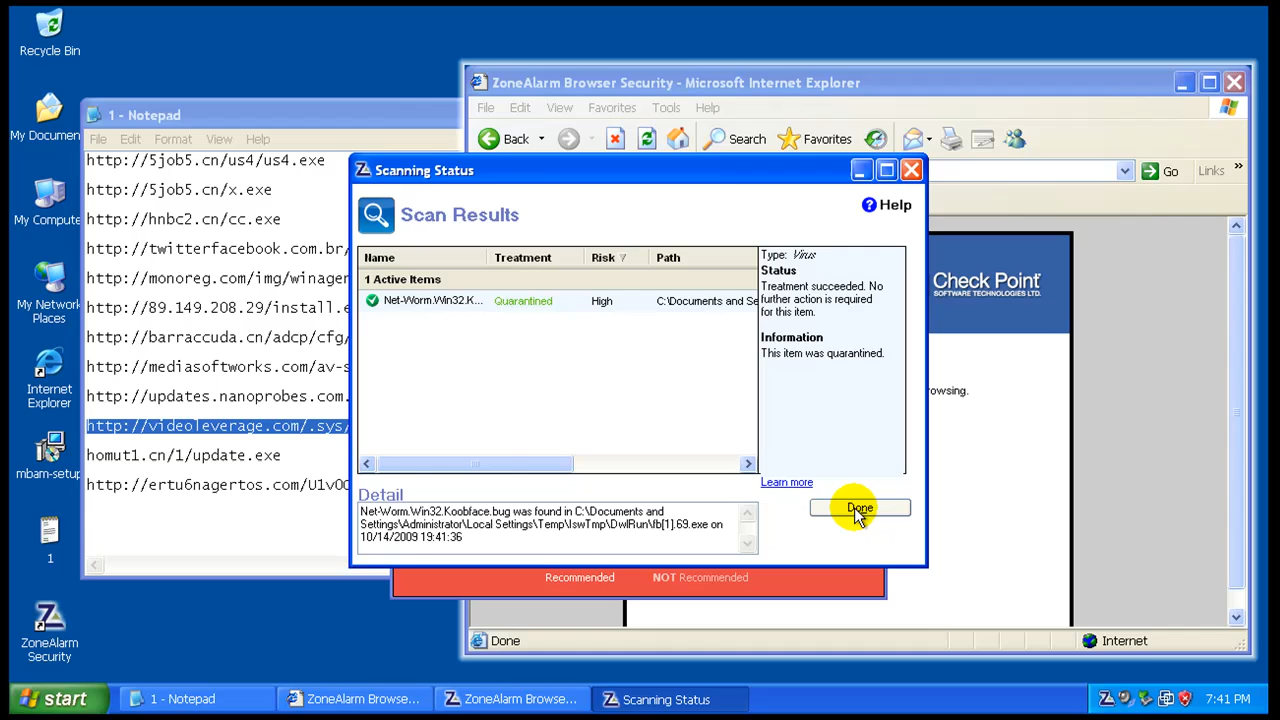 Recycle Bin
My Documen
My Compute
My Network
Places
Internet
Explorer
mbam-setup
1
ZoneAlarm
Security
1 - Notepad
File Edit Format View Help
http://5job5.cn/us4/us4.exe
http://5job5.cn/x.exe
http://hnbc2.cn/cc.exe
http://twitterfacebook.com.br/
http://monoreg.com/img/winagen
http://89.149.208.29/install.e
http://barraccuda.cn/adcp/cfg/
http://mediasoftworks.com/av-s
http://updates.nanoprobes.com.
http://videoleverage.com/.sys/
homut1.cn/1/update.exe
ZoneAlarm Browser Security - Microsoft Internet Explorer
File Edit View Favorites Tools Help
Back Search Favorites
Go Links »
Check Point
SOFTWARE TECHNOLOGIES LTD.
owsing.
Scanning Status
Scan Results
Help
Name Treatment Risk Path
1 Active Items
Net-Worm.Win32.K... Quarantined High C:\Documents and Se
Type: Virus
Status
Treatment succeeded. No
further action is required
for this item.
Information
This item was quarantined.
Learn more
Detail
Net-Worm.Win32.Koobface.bug was found in C:\Documents and
Settings\Administrator\Local Settings\Temp\IswTmp\DwlRun\fb[1].69.exe on
10/14/2009 19:41:36
Done
Recommended NOT Recommended
Done Internet
start 1 - Notepad ZoneAlarm Browse... ZoneAlarm Browse... Scanning Status 7:41 PM